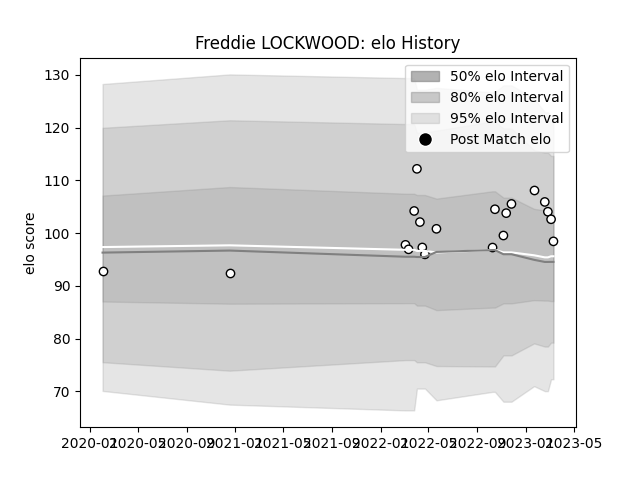 Freddie LOCKWOOD: elo History
50% elo Interval
80% elo Interval
95% elo Interval
Post Match elo
elo score
130
120
110
100
90
80
70
2020-01 2020-05 2020-09 2021-01 2021-05 2021-09 2022-01 2022-05 2022-09 2023-01 2023-05